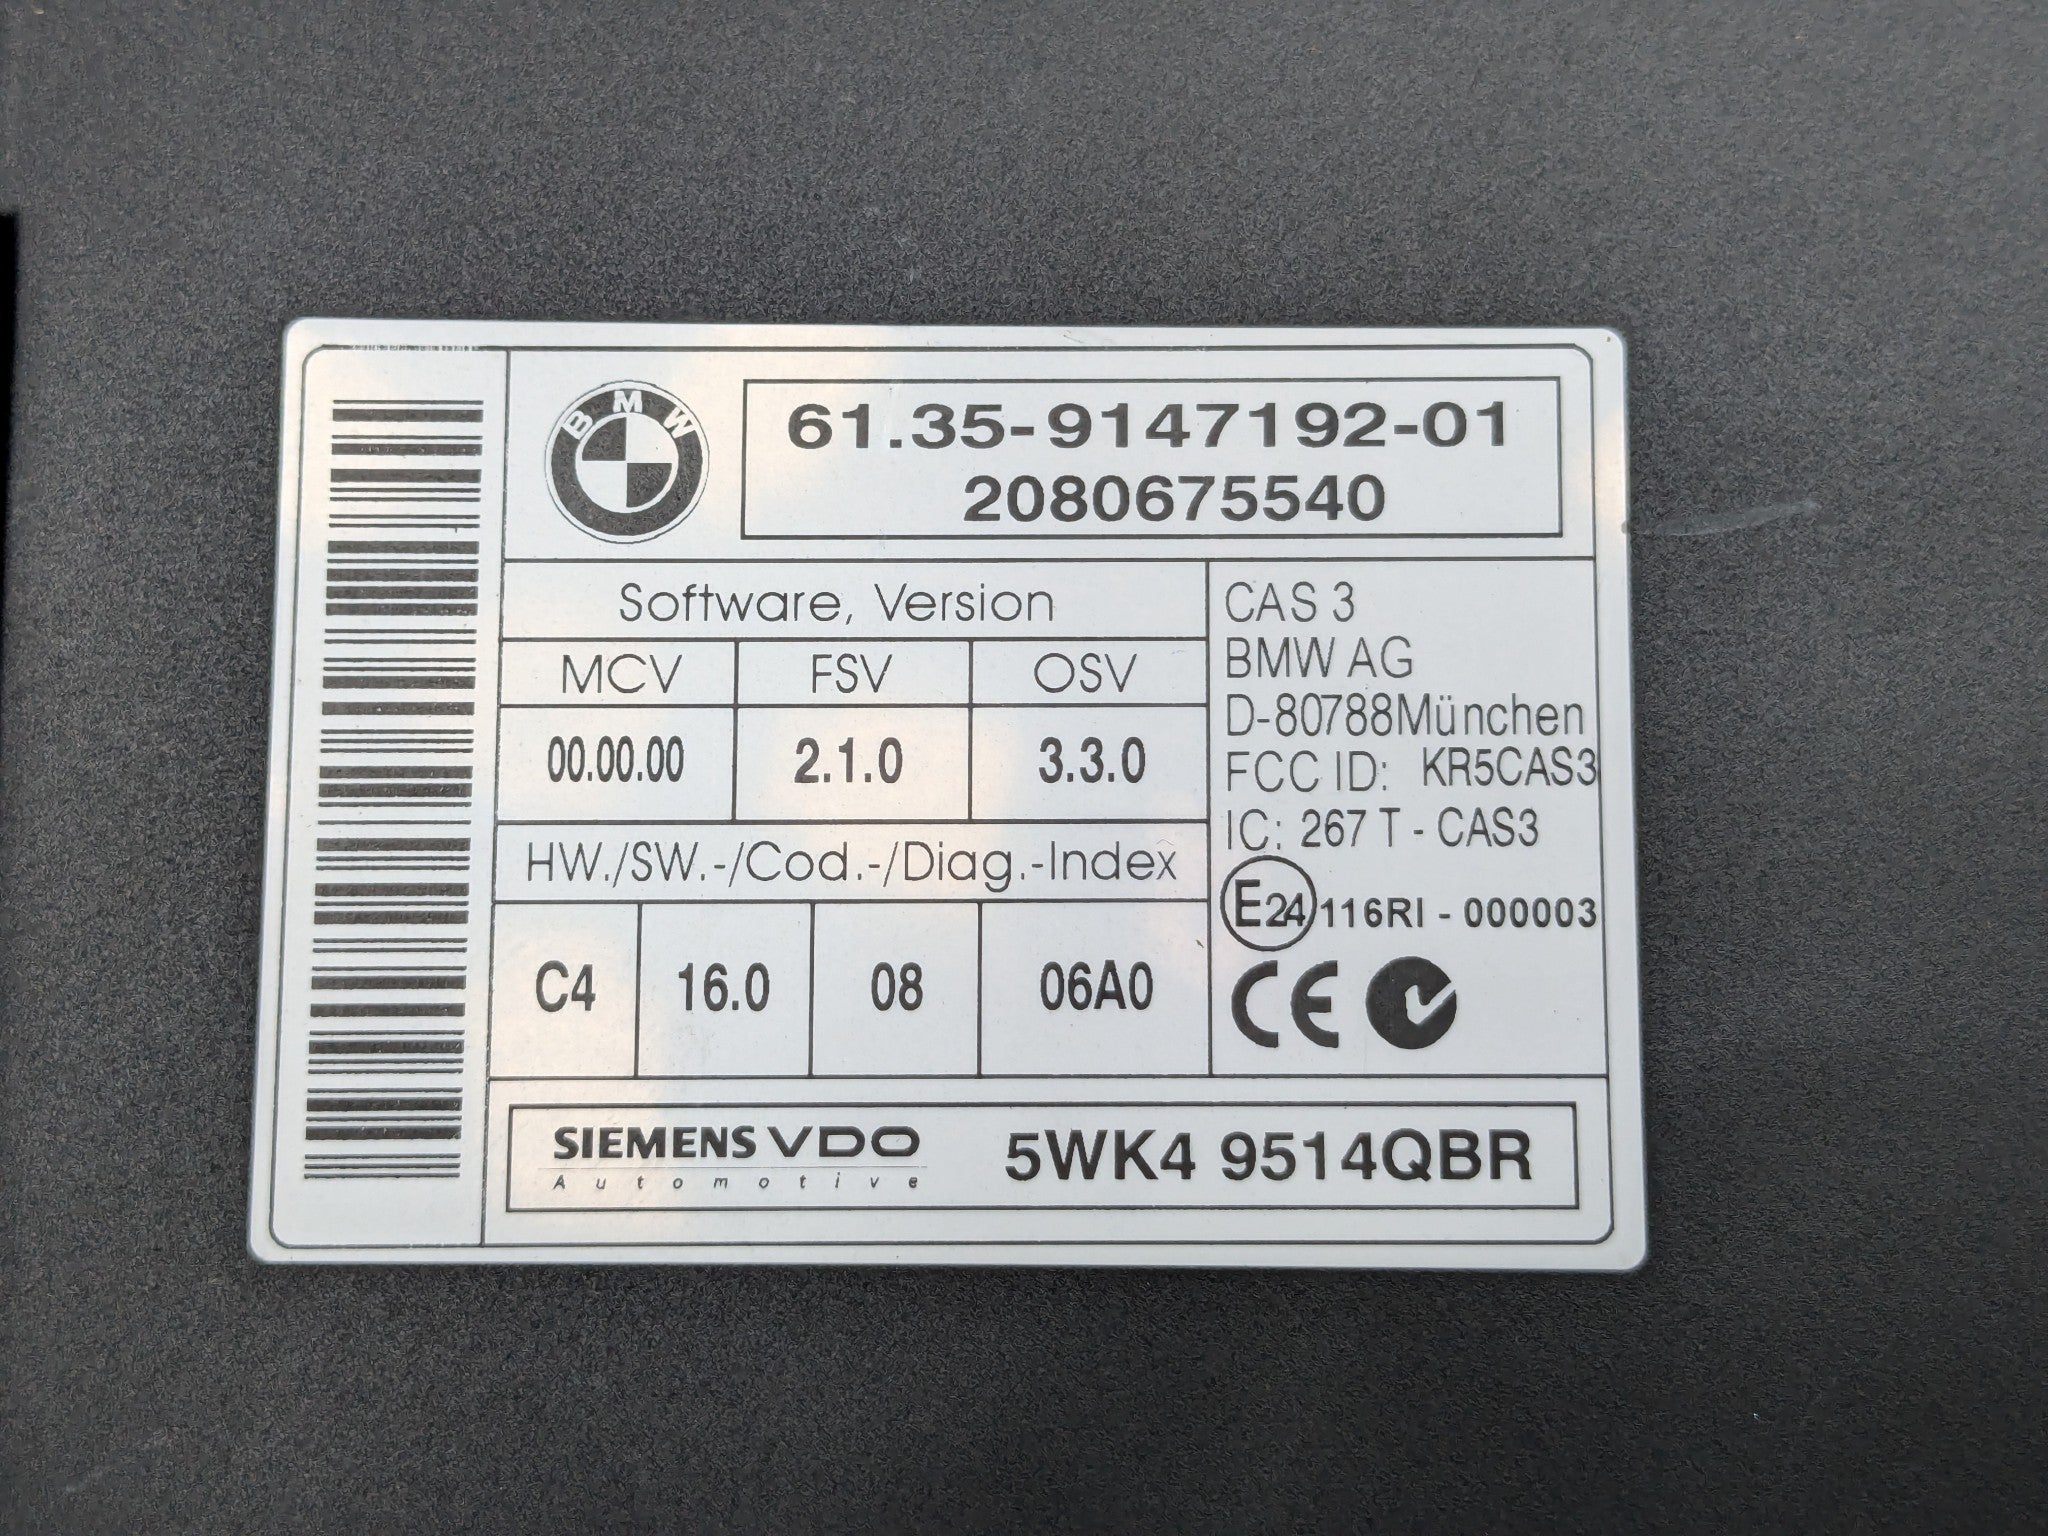 BMW
61.35-9147192-01
2080675540
Software, Version
MCV FSV OSV
00.00.00 2.1.0 3.3.0
HW./SW.-/Cod.-/Diag.-Index
C4 16.0 08 06A0
CAS 3
BMW AG
D-80788München
FCC ID: KR5CAS3
IC: 267 T - CAS3
E24 116RI - 000003
CE
SIEMENS VDO
Automotive
5WK4 9514QBR